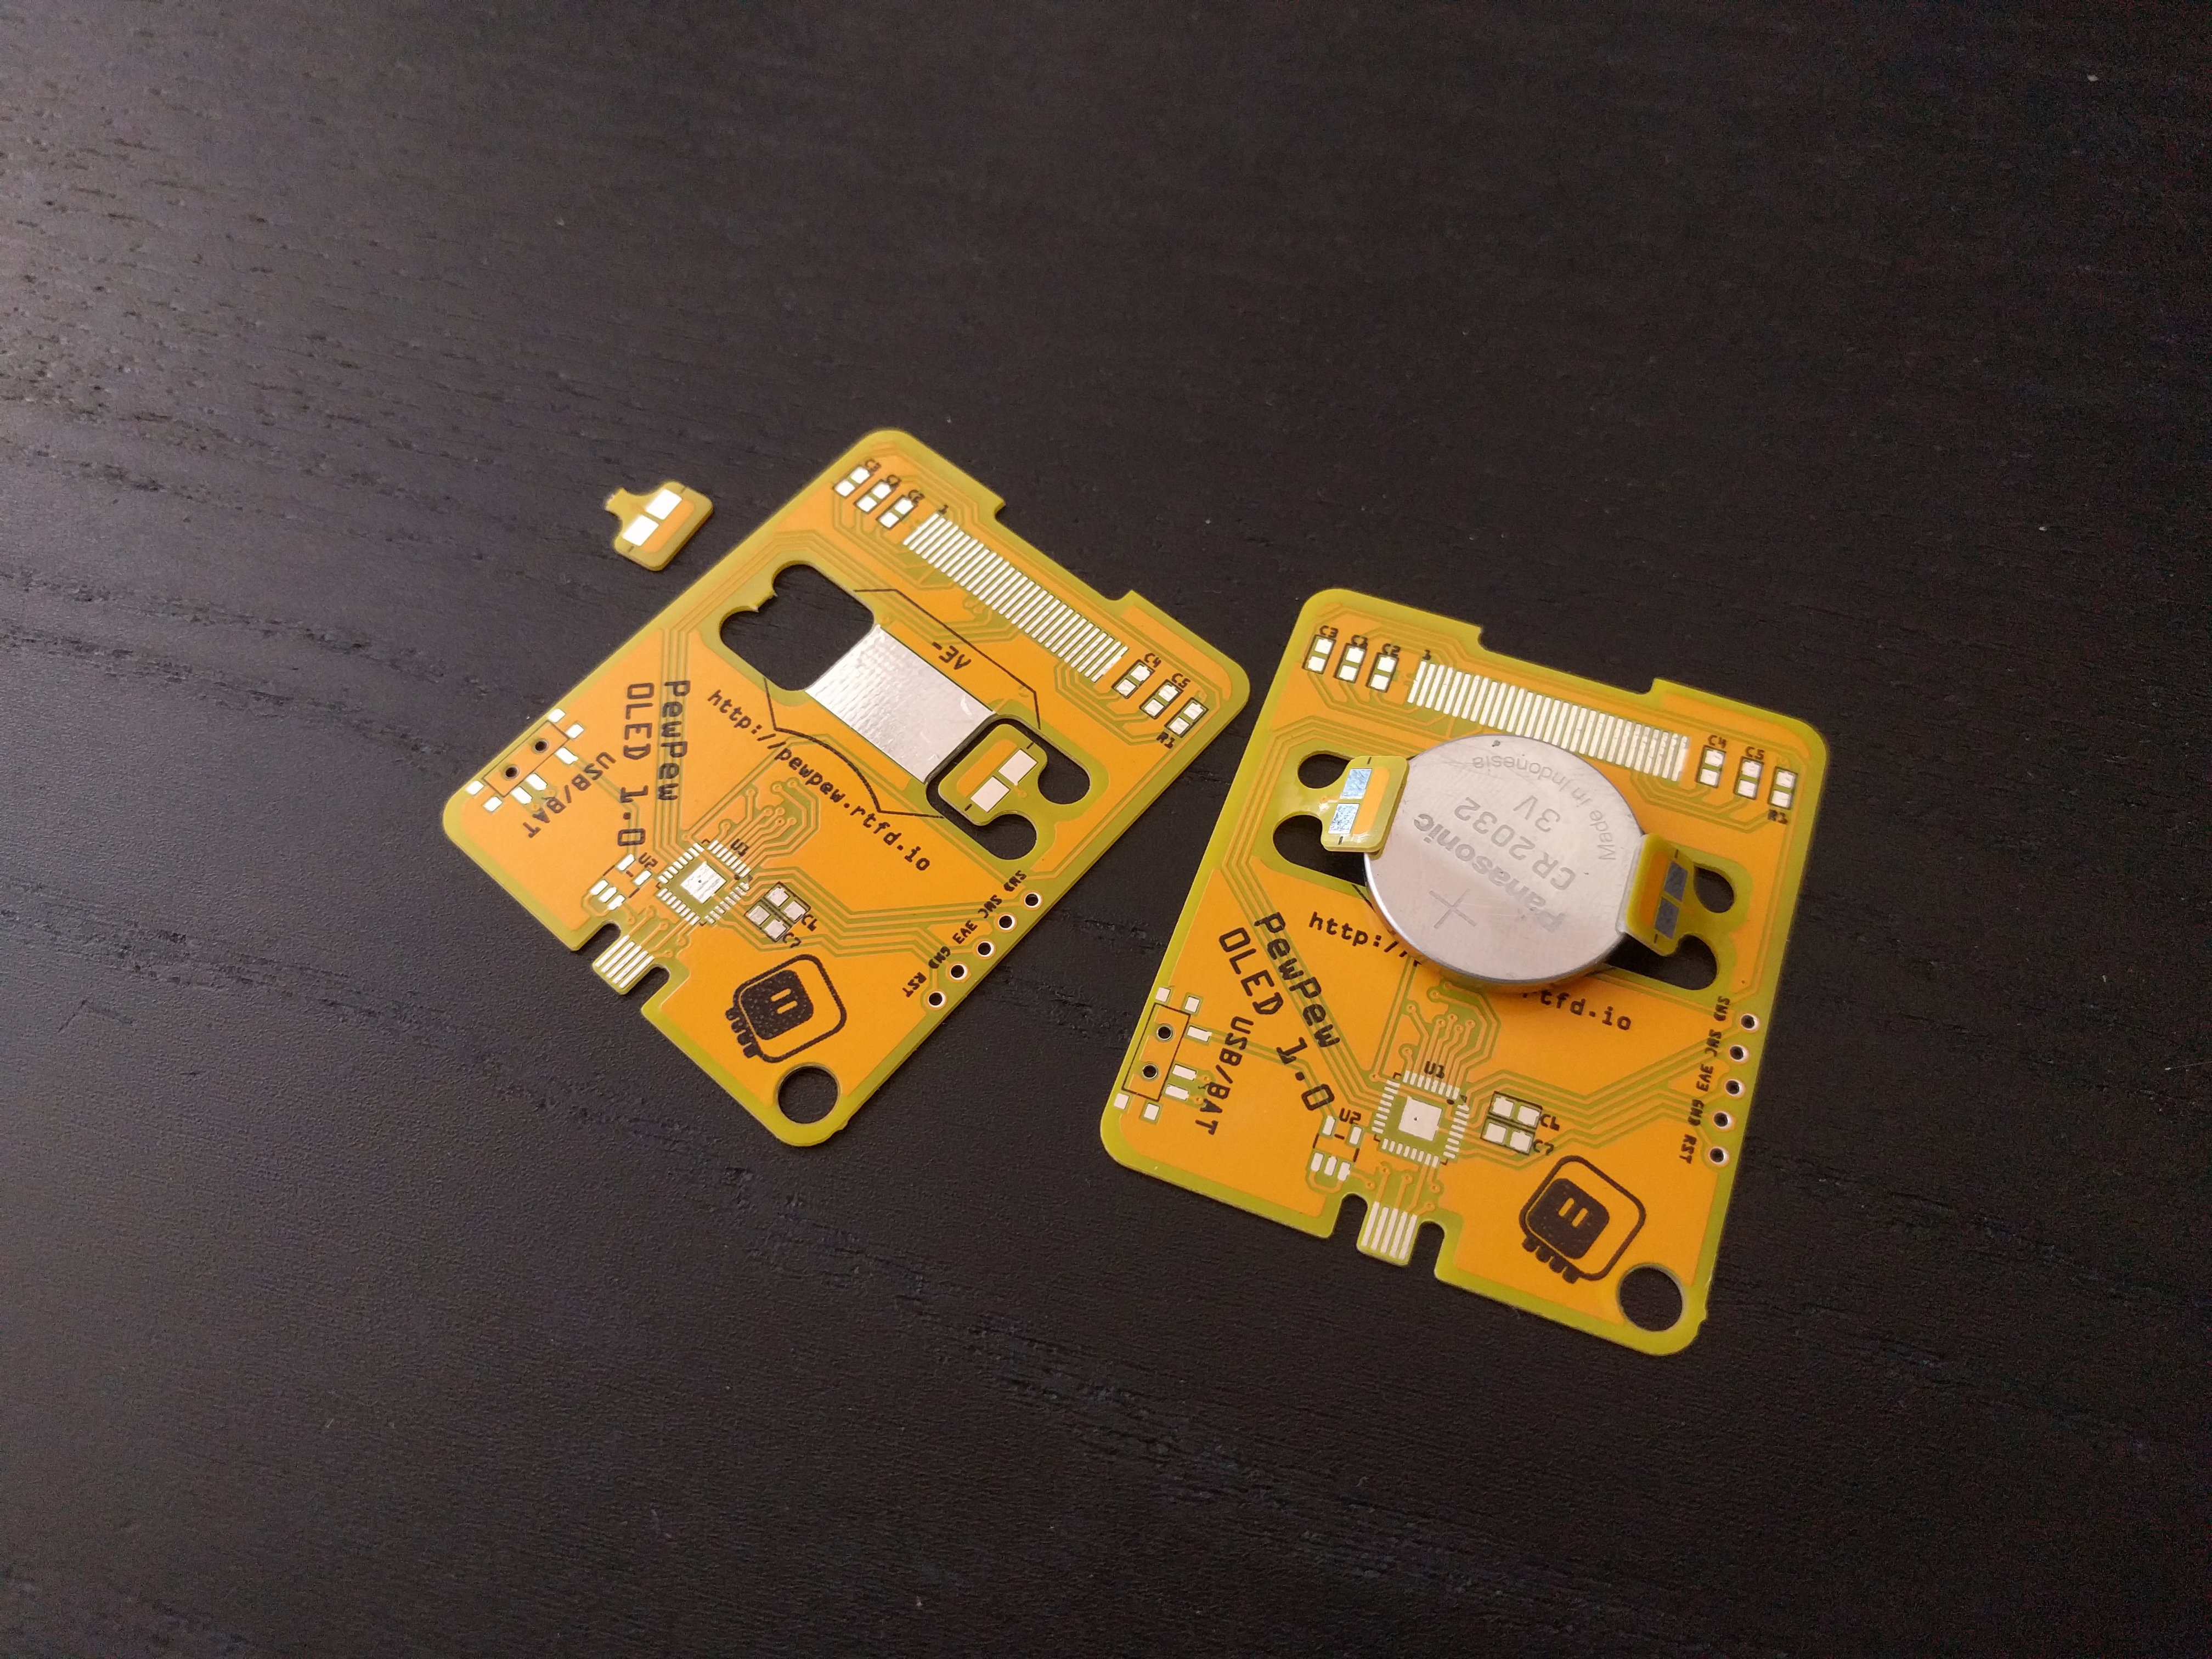 C3 C1 C2 1
C4 C5
R1
-3V
http://pewpew.rtfd.io
PewPew
OLED 1.0
USB/BAT
U1
U2
C6
C7
SWD SWC 3V3 GND RST
C3 C1 C2 1
C4 C5
R1
+
Panasonic
CR2032
3V
Made in Indonesia
http:/
tfd.io
PewPew
OLED 1.0
USB/BAT
U1
U2
C6
C7
SWD SWC 3V3 GND RST